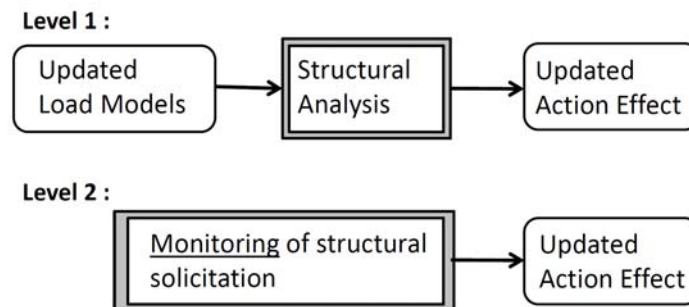 Level 1 :
Updated
Load Models
Structural
Analysis
Updated
Action Effect
Level 2 :
Monitoring of structural
solicitation
Updated
Action Effect